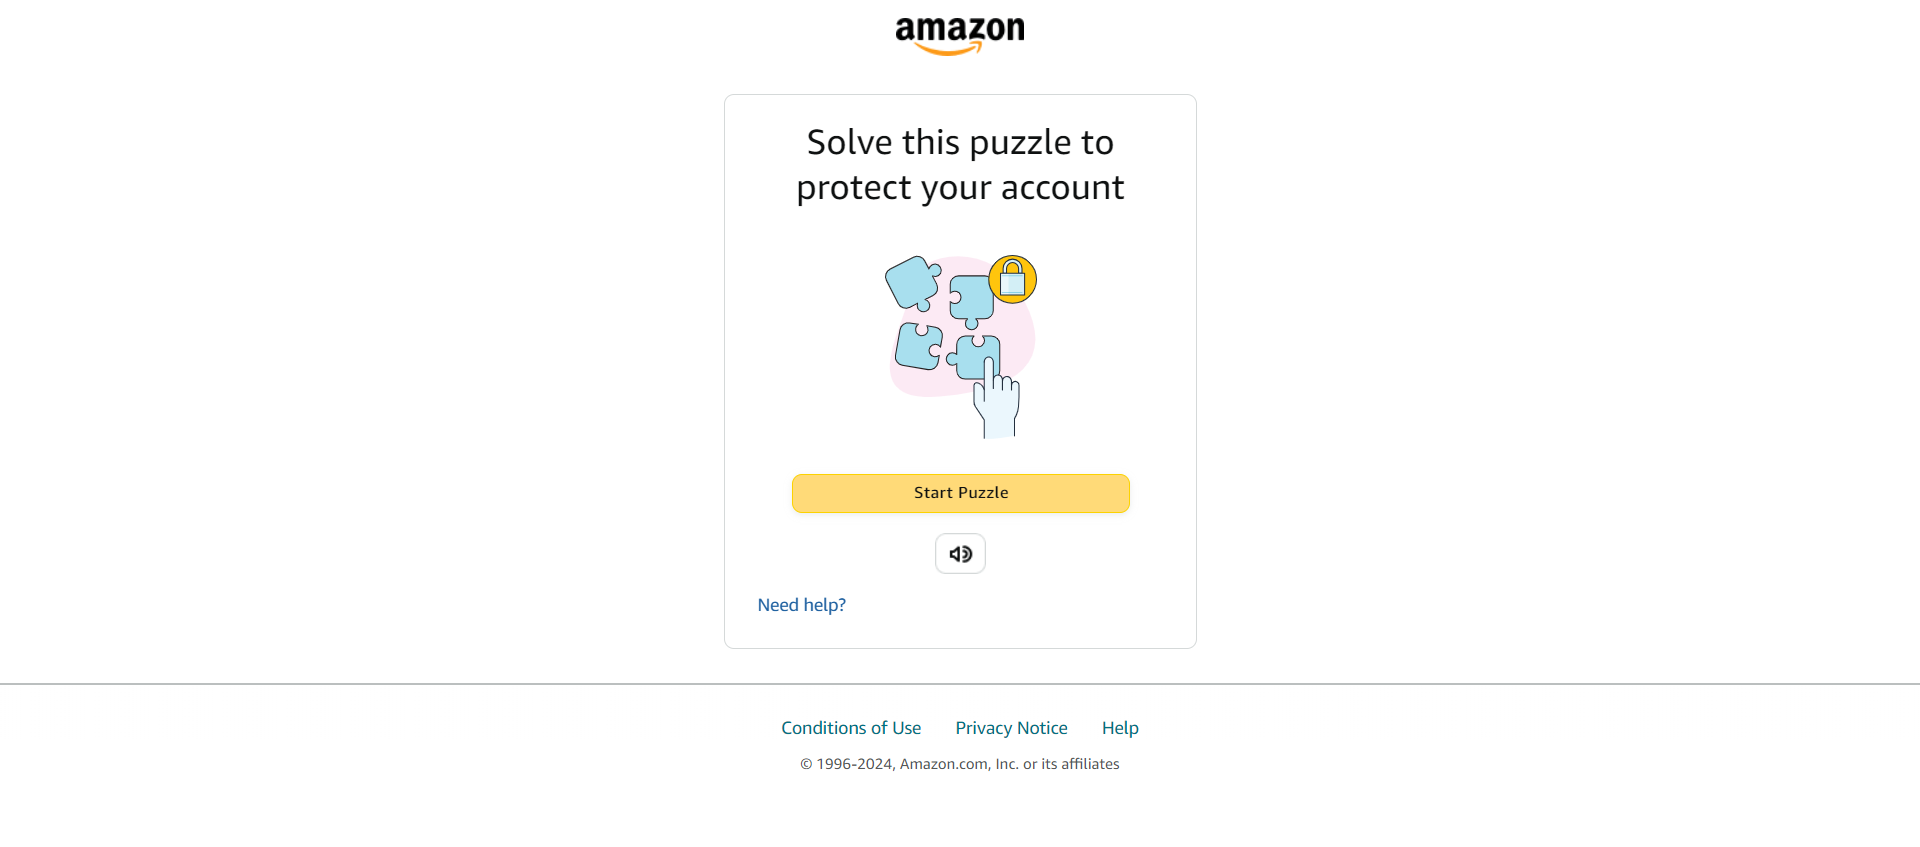 amazon
Solve this puzzle to
protect your account
Start Puzzle
Need help?
Conditions of Use Privacy Notice Help
© 1996-2024, Amazon.com, Inc. or its affiliates